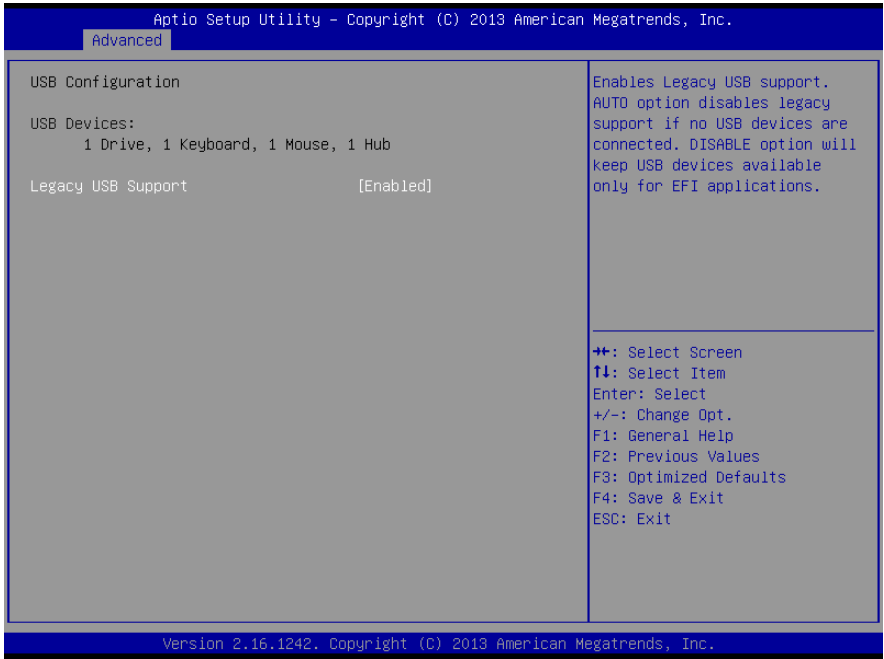 Aptio Setup Utility – Copyright (C) 2013 American Megatrends, Inc.
Advanced
USB Configuration
USB Devices:
1 Drive, 1 Keyboard, 1 Mouse, 1 Hub
Legacy USB Support [Enabled]
Enables Legacy USB support.
AUTO option disables legacy
support if no USB devices are
connected. DISABLE option will
keep USB devices available
only for EFI applications.
→←: Select Screen
↑↓: Select Item
Enter: Select
+/-: Change Opt.
F1: General Help
F2: Previous Values
F3: Optimized Defaults
F4: Save & Exit
ESC: Exit
Version 2.16.1242. Copyright (C) 2013 American Megatrends, Inc.